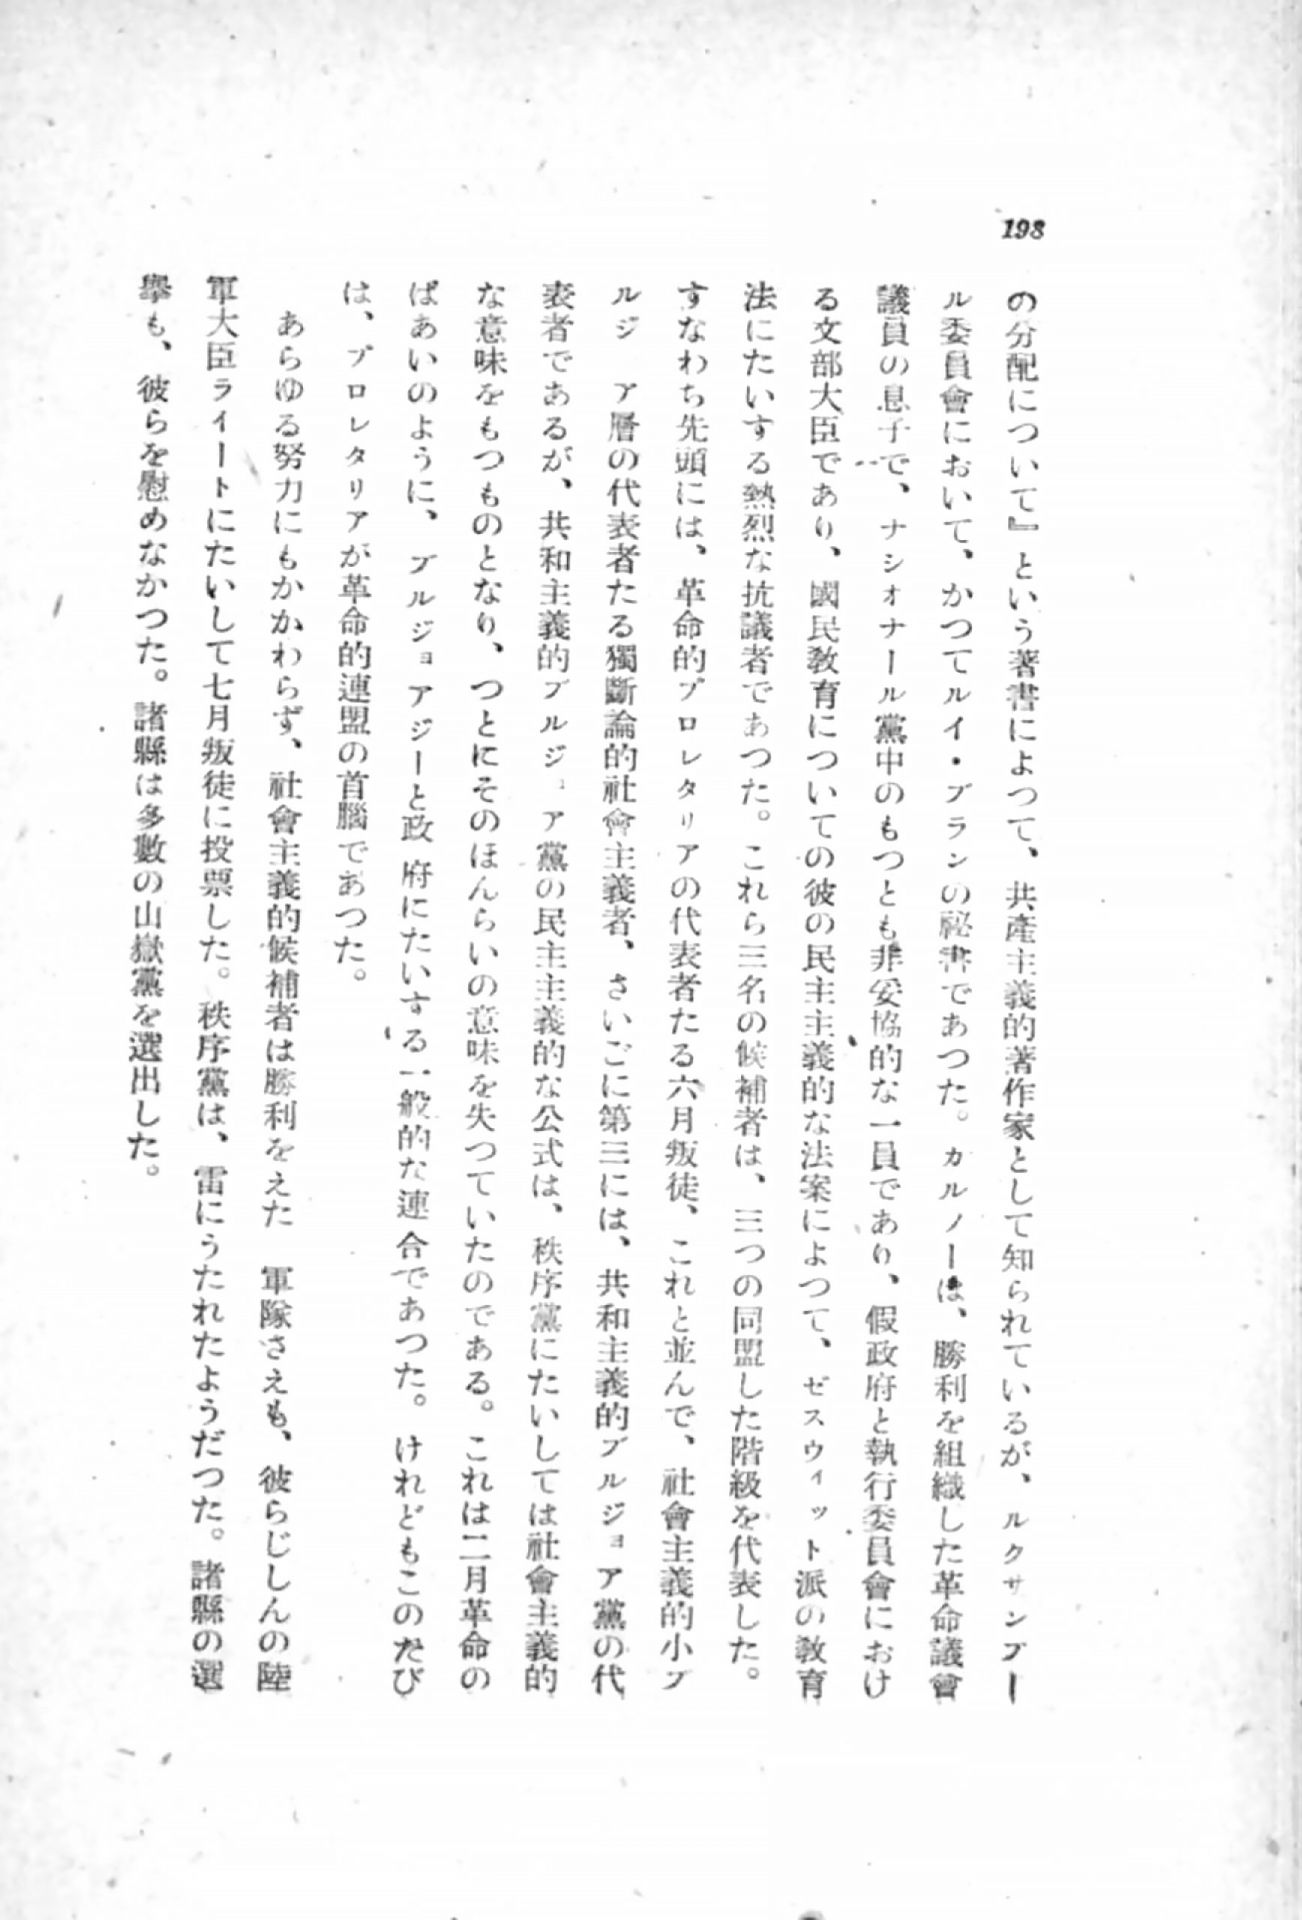 198
の分配について』という著書によつて、共産主義的著作家として知られているが、ルクサンブー
ル委員會において、かつてルイ・ブランの祕書であつた。カルノーは、勝利を組織した革命議會
議員の息子で、ナシオナール黨中のもつとも非妥協的な一員であり、假政府と執行委員會におけ
る文部大臣であり、國民敎育についての彼の民主主義的な法案によつて、ゼスウィット派の敎育
法にたいする熱烈な抗議者であつた。これら三名の候補者は、三つの同盟した階級を代表した。
すなわち先頭には、革命的プロレタリアの代表者たる六月叛徒、これと並んで、社會主義的小ブ
ルジ ア層の代表者たる獨斷論的社會主義者、さいごに第三には、共和主義的ブルジョア黨の代
表者であるが、共和主義的ブルジョア黨の民主主義的な公式は、秩序黨にたいしては社會主義的
な意味をもつものとなり、つとにそのほんらいの意味を失つていたのである。これは二月革命の
ばあいのように、ブルジョアジーと政府にたいする一般的な連合であつた。けれどもこのたび
は、プロレタリアが革命的連盟の首腦であつた。
あらゆる努力にもかかわらず、社會主義的候補者は勝利をえた 軍隊さえも、彼らじしんの陸
軍大臣ライートにたいして七月叛徒に投票した。秩序黨は、雷にうたれたようだつた。諸縣の選
擧も、彼らを慰めなかつた。諸縣は多數の山嶽黨を選出した。